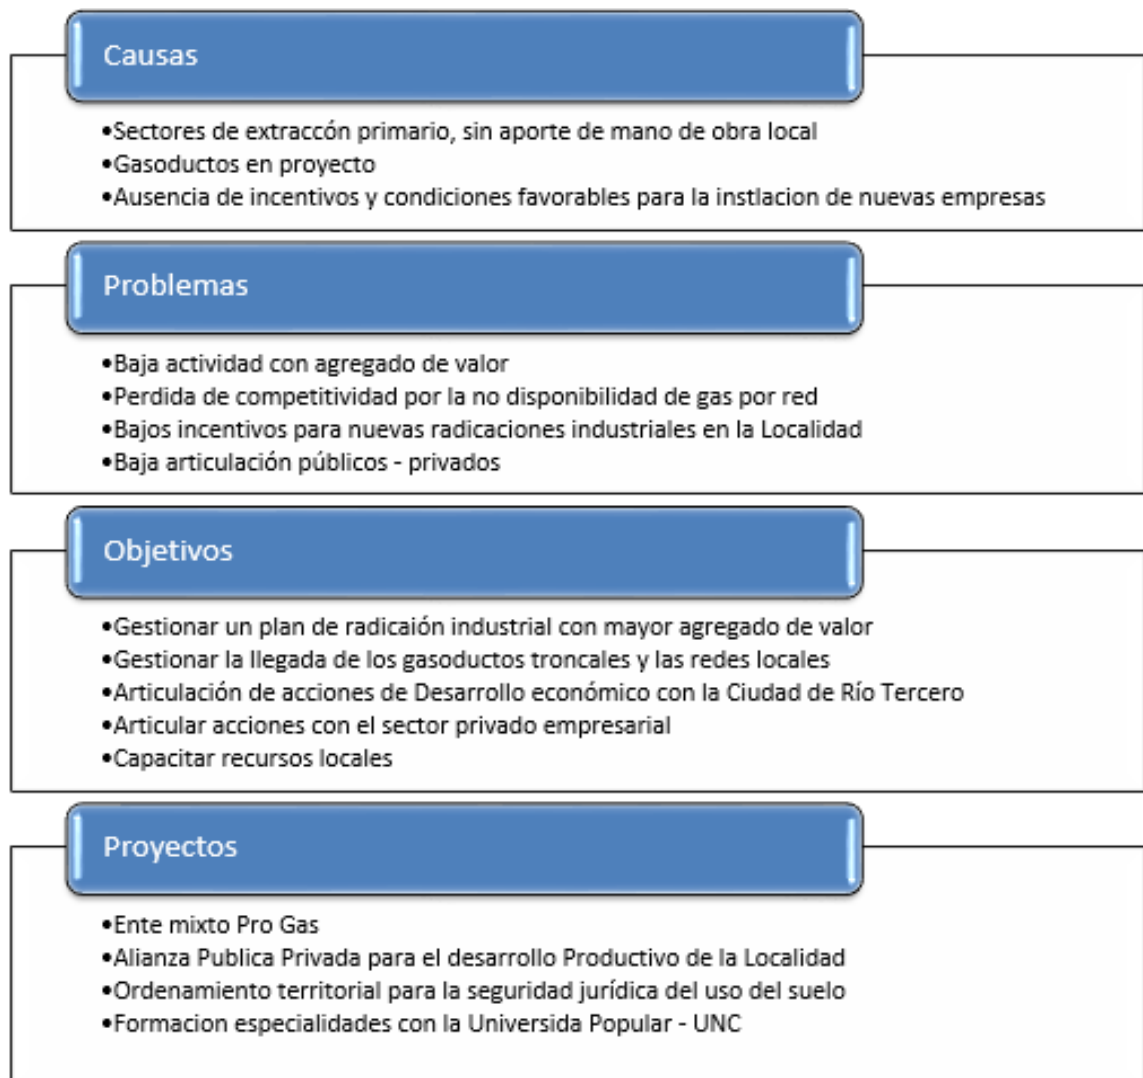 Causas
•Sectores de extraccón primario, sin aporte de mano de obra local
•Gasoductos en proyecto
•Ausencia de incentivos y condiciones favorables para la instlacion de nuevas empresas
Problemas
•Baja actividad con agregado de valor
•Perdida de competitividad por la no disponibilidad de gas por red
•Bajos incentivos para nuevas radicaciones industriales en la Localidad
•Baja articulación públicos - privados
Objetivos
•Gestionar un plan de radicaión industrial con mayor agregado de valor
•Gestionar la llegada de los gasoductos troncales y las redes locales
•Articulación de acciones de Desarrollo económico con la Ciudad de Río Tercero
•Articular acciones con el sector privado empresarial
•Capacitar recursos locales
Proyectos
•Ente mixto Pro Gas
•Alianza Publica Privada para el desarrollo Productivo de la Localidad
•Ordenamiento territorial para la seguridad jurídica del uso del suelo
•Formacion especialidades con la Universida Popular - UNC